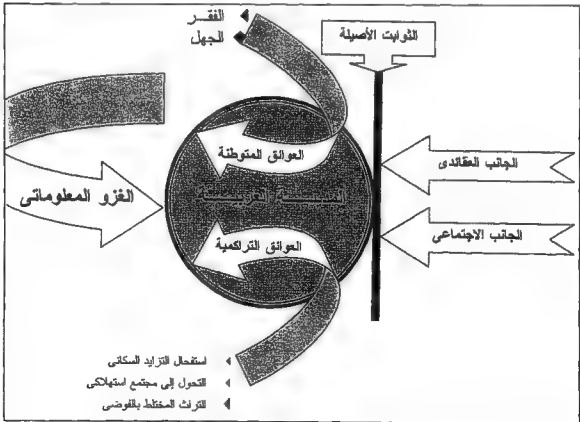 الفقر
الجهل
الثوابت الأصيلة
العوائق المتوطنة
الجانب العقائدى
الغزو المعلوماتى
المدينة العربية
العوائق التراكمية
الجانب الاجتماعى
استفحال التزايد السكانى
التحول إلى مجتمع استهلاكى
التراث المختلط بالفوضى